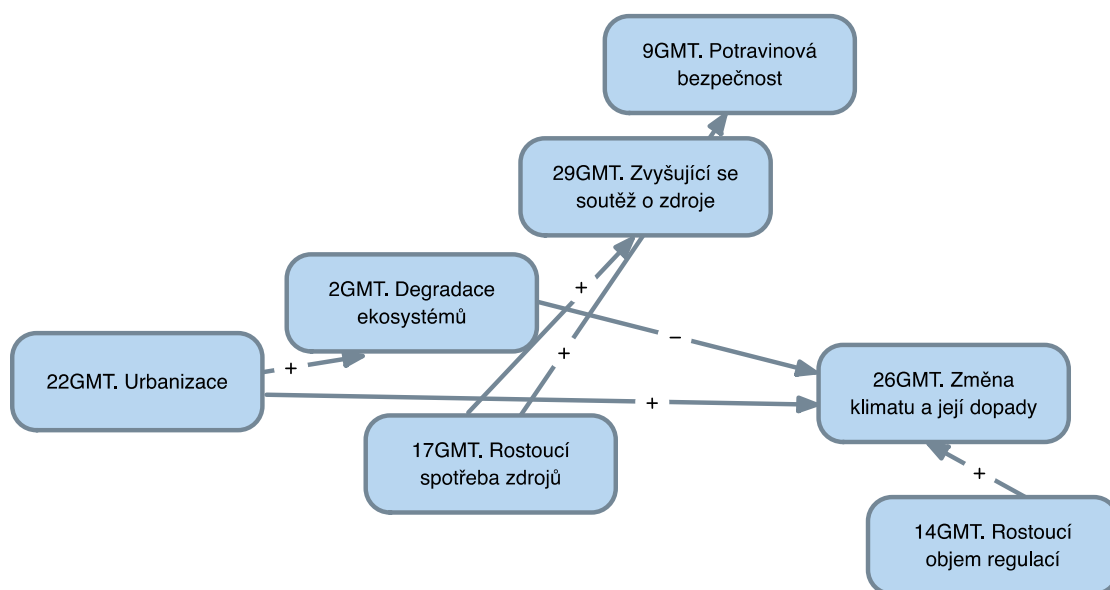 9GMT. Potravinová
bezpečnost
29GMT. Zvyšující se
soutěž o zdroje
+
2GMT. Degradace
ekosystémů
–
+
+
22GMT. Urbanizace
26GMT. Změna
klimatu a její dopady
+
17GMT. Rostoucí
spotřeba zdrojů
+
14GMT. Rostoucí
objem regulací